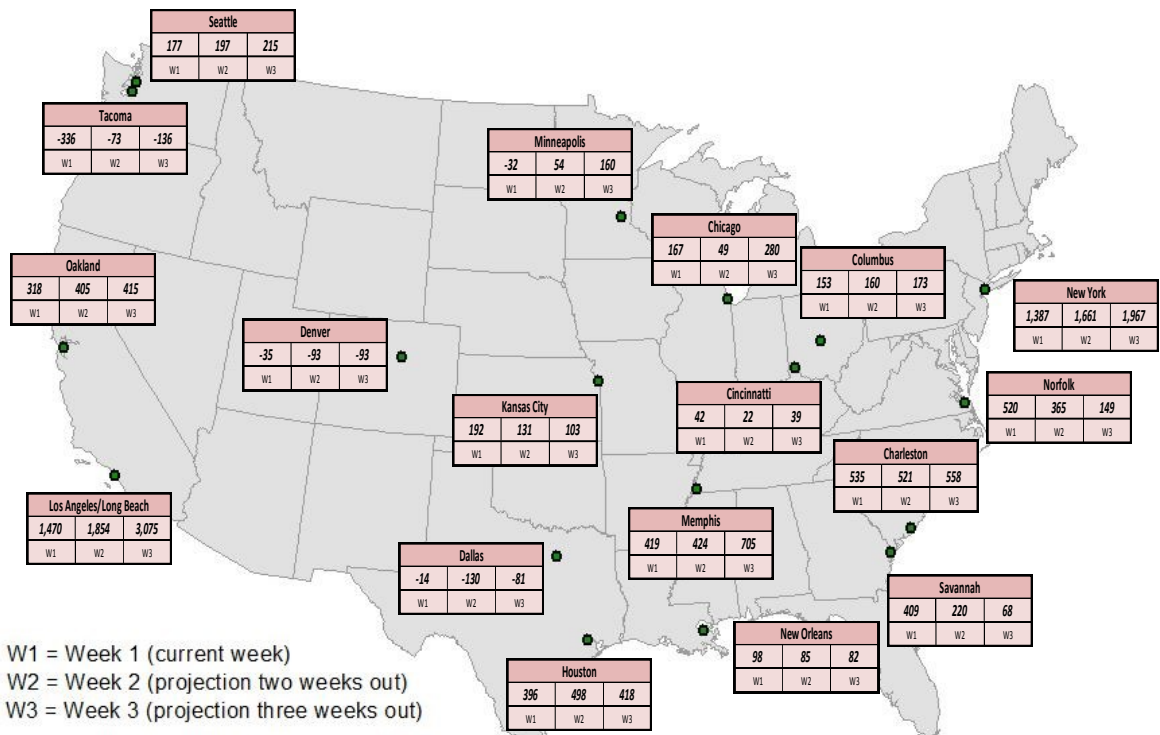 Seattle
177 197 215
W1 W2 W3
Tacoma
-336 -73 -136
W1 W2 W3
Minneapolis
-32 54 160
W1 W2 W3
Chicago
167 49 280
W1 W2 W3
Columbus
153 160 173
W1 W2 W3
Oakland
318 405 415
W1 W2 W3
New York
1,387 1,661 1,967
W1 W2 W3
Denver
-35 -93 -93
W1 W2 W3
Norfolk
520 365 149
W1 W2 W3
Cincinnatti
42 22 39
W1 W2 W3
Kansas City
192 131 103
W1 W2 W3
Charleston
535 521 558
W1 W2 W3
Los Angeles/Long Beach
1,470 1,854 3,075
W1 W2 W3
Memphis
419 424 705
W1 W2 W3
Dallas
-14 -130 -81
W1 W2 W3
Savannah
409 220 68
W1 W2 W3
New Orleans
98 85 82
W1 W2 W3
Houston
396 498 418
W1 W2 W3
W1 = Week 1 (current week)
W2 = Week 2 (projection two weeks out)
W3 = Week 3 (projection three weeks out)